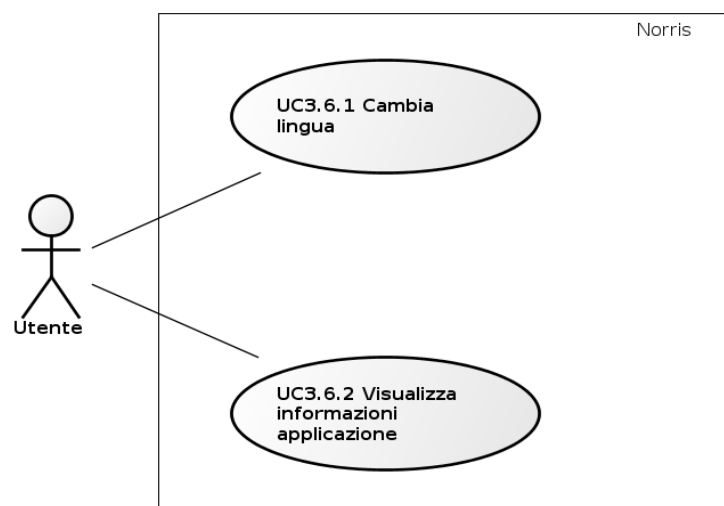 Norris
UC3.6.1 Cambia
lingua
Utente
UC3.6.2 Visualizza
informazioni
applicazione